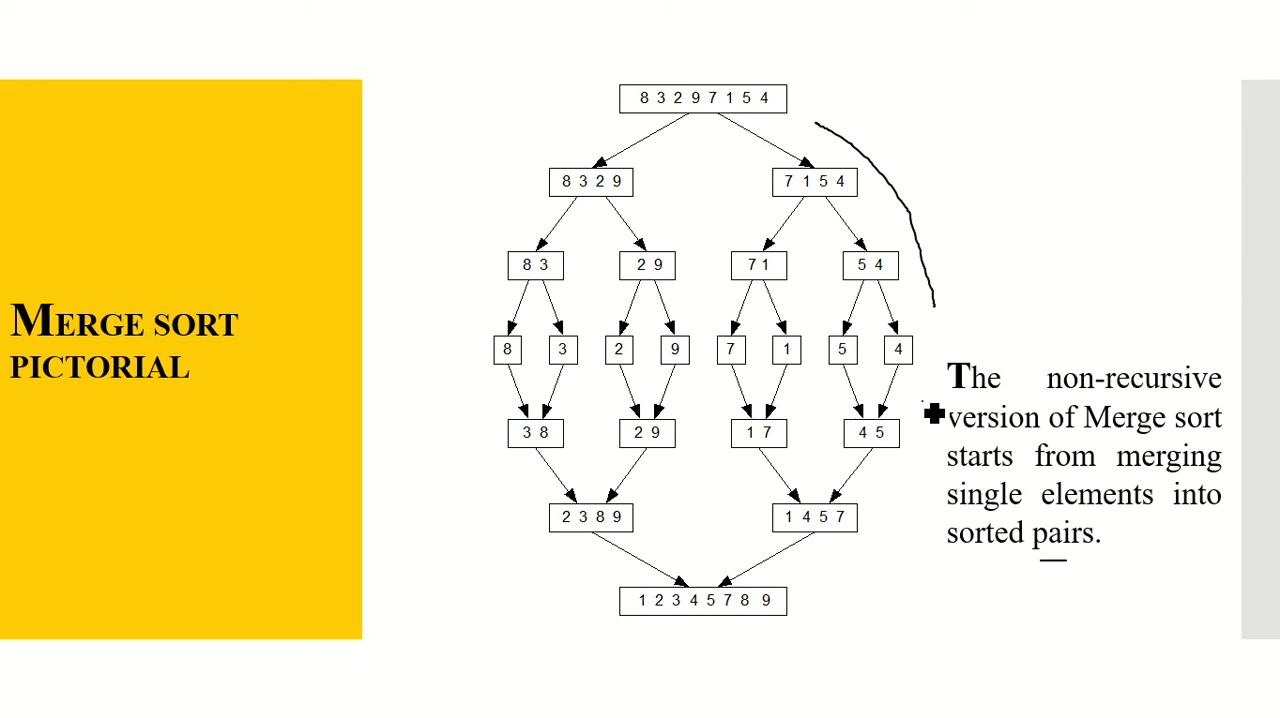 MERGE SORT
PICTORIAL
8 3 2 9 7 1 5 4
8 3 2 9
7 1 5 4
8 3
2 9
7 1
5 4
8
3
2
9
7
1
5
4
3 8
2 9
1 7
4 5
2 3 8 9
1 4 5 7
1 2 3 4 5 7 8 9
The non-recursive
version of Merge sort
starts from merging
single elements into
sorted pairs.